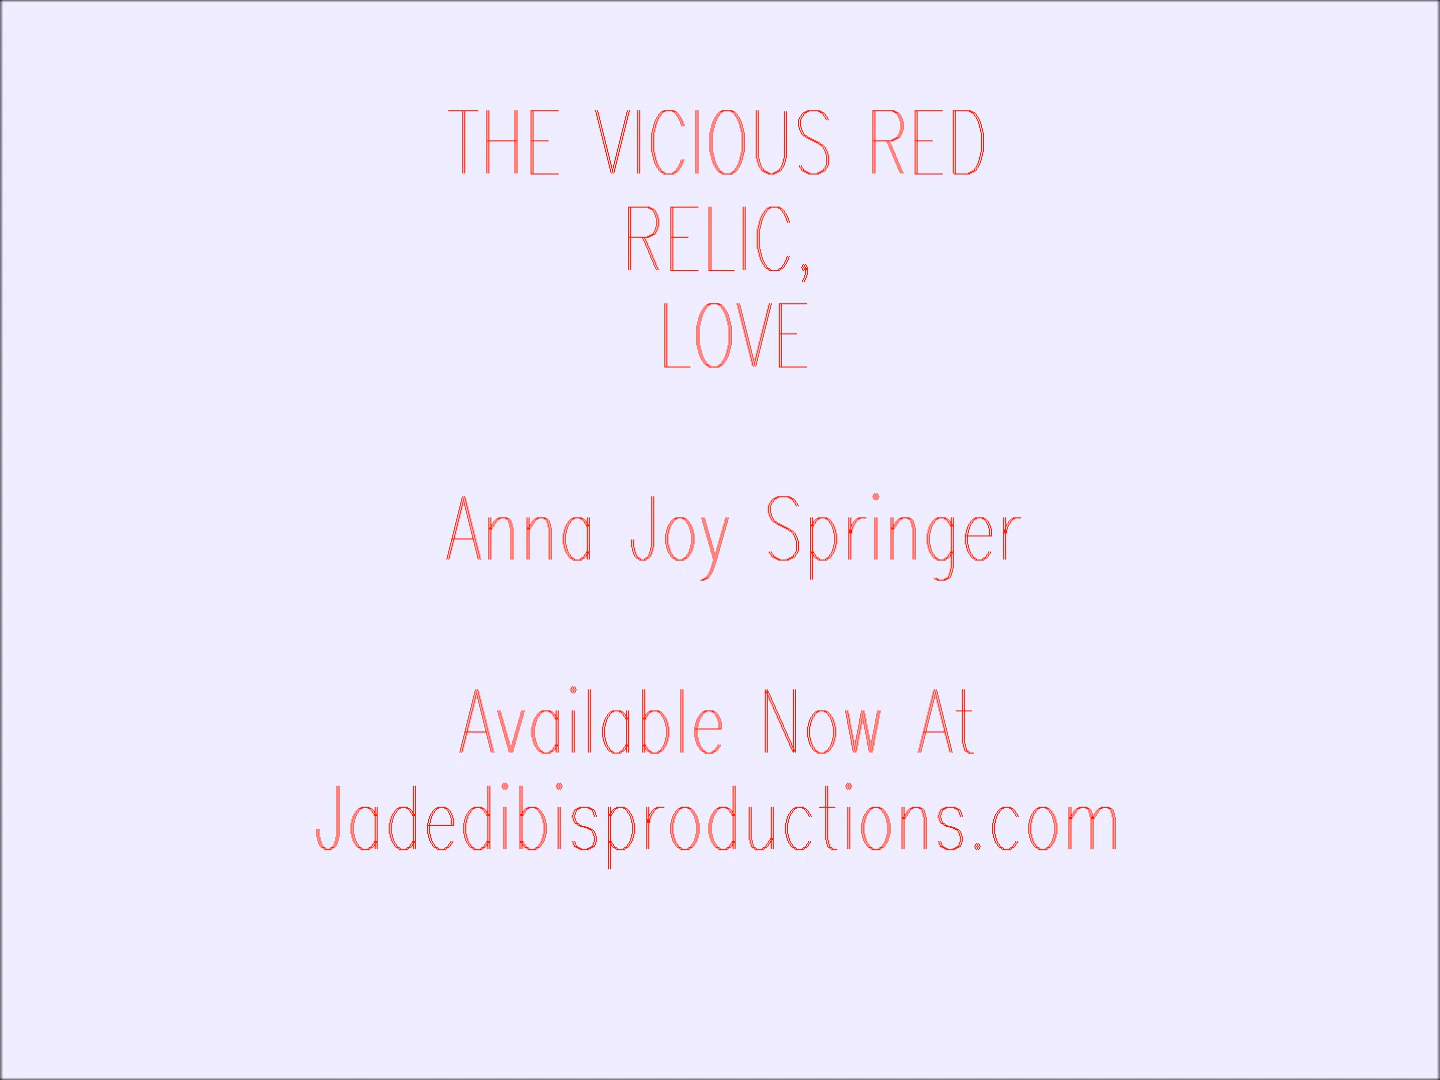 THE VICIOUS RED
RELIC,
LOVE
Anna Joy Springer
Available Now At
Jadedibisproductions.com